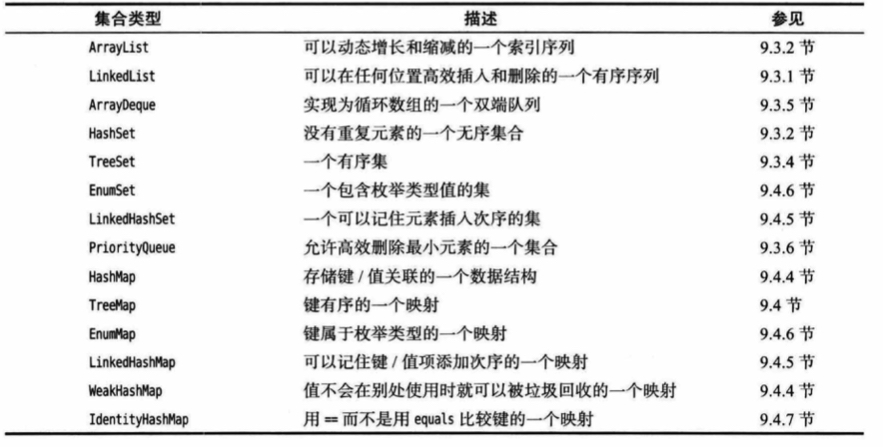 集合类型 描述 参见
ArrayList 可以动态增长和缩减的一个索引序列 9.3.2 节
LinkedList 可以在任何位置高效插入和删除的一个有序序列 9.3.1 节
ArrayDeque 实现为循环数组的一个双端队列 9.3.5 节
HashSet 没有重复元素的一个无序集合 9.3.2 节
TreeSet 一个有序集 9.3.4 节
EnumSet 一个包含枚举类型值的集 9.4.6 节
LinkedHashSet 一个可以记住元素插入次序的集 9.4.5 节
PriorityQueue 允许高效删除最小元素的一个集合 9.3.6 节
HashMap 存储键 / 值关联的一个数据结构 9.4.4 节
TreeMap 键有序的一个映射 9.4 节
EnumMap 键属于枚举类型的一个映射 9.4.6 节
LinkedHashMap 可以记住键 / 值项添加次序的一个映射 9.4.5 节
WeakHashMap 值不会在别处使用时就可以被垃圾回收的一个映射 9.4.4 节
IdentityHashMap 用 == 而不是用 equals 比较键的一个映射 9.4.7 节